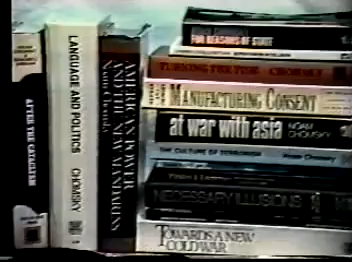 AFTER THE CATACLYSM
LANGUAGE AND POLITICS CHOMSKY
AMERICAN POWER
AND THE NEW MANDARINS
Noam Chomsky
FOR REASONS OF STATE
TURNING THE TIDE CHOMSKY
MANUFACTURING CONSENT
at war with asia NOAM
CHOMSKY
THE CULTURE OF TERRORISM Noam Chomsky
NECESSARY ILLUSIONS
TOWARDS A NEW
COLD WAR